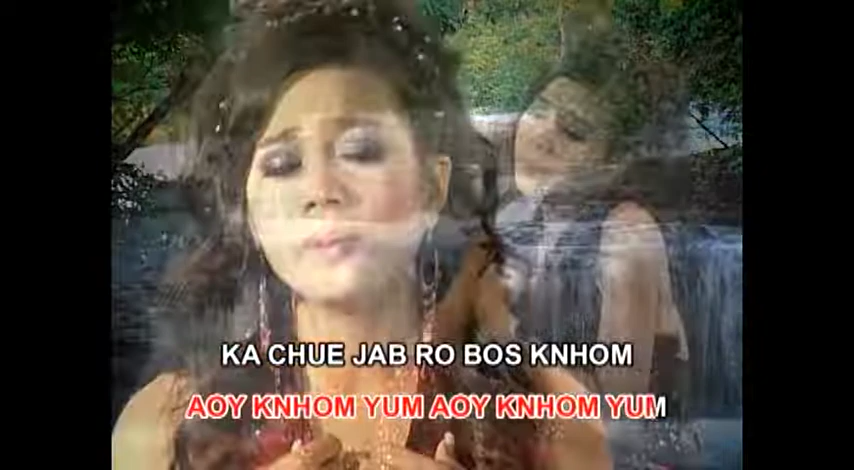 KA CHUE JAB RO BOS KNHOM
AOY KNHOM YUM AOY KNHOM YUM